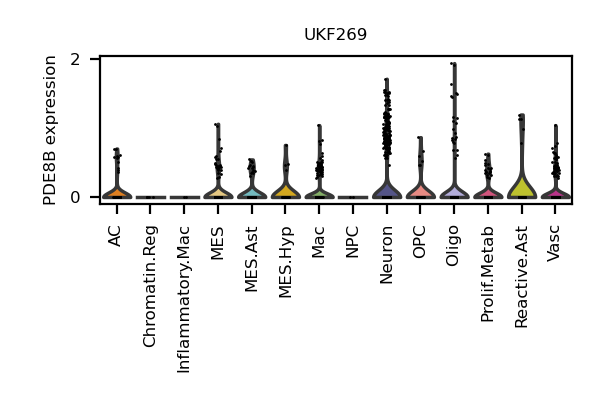 UKF269
PDE8B expression
2
0
AC
Chromatin.Reg
Inflammatory.Mac
MES
MES.Ast
MES.Hyp
Mac
NPC
Neuron
OPC
Oligo
Prolif.Metab
Reactive.Ast
Vasc